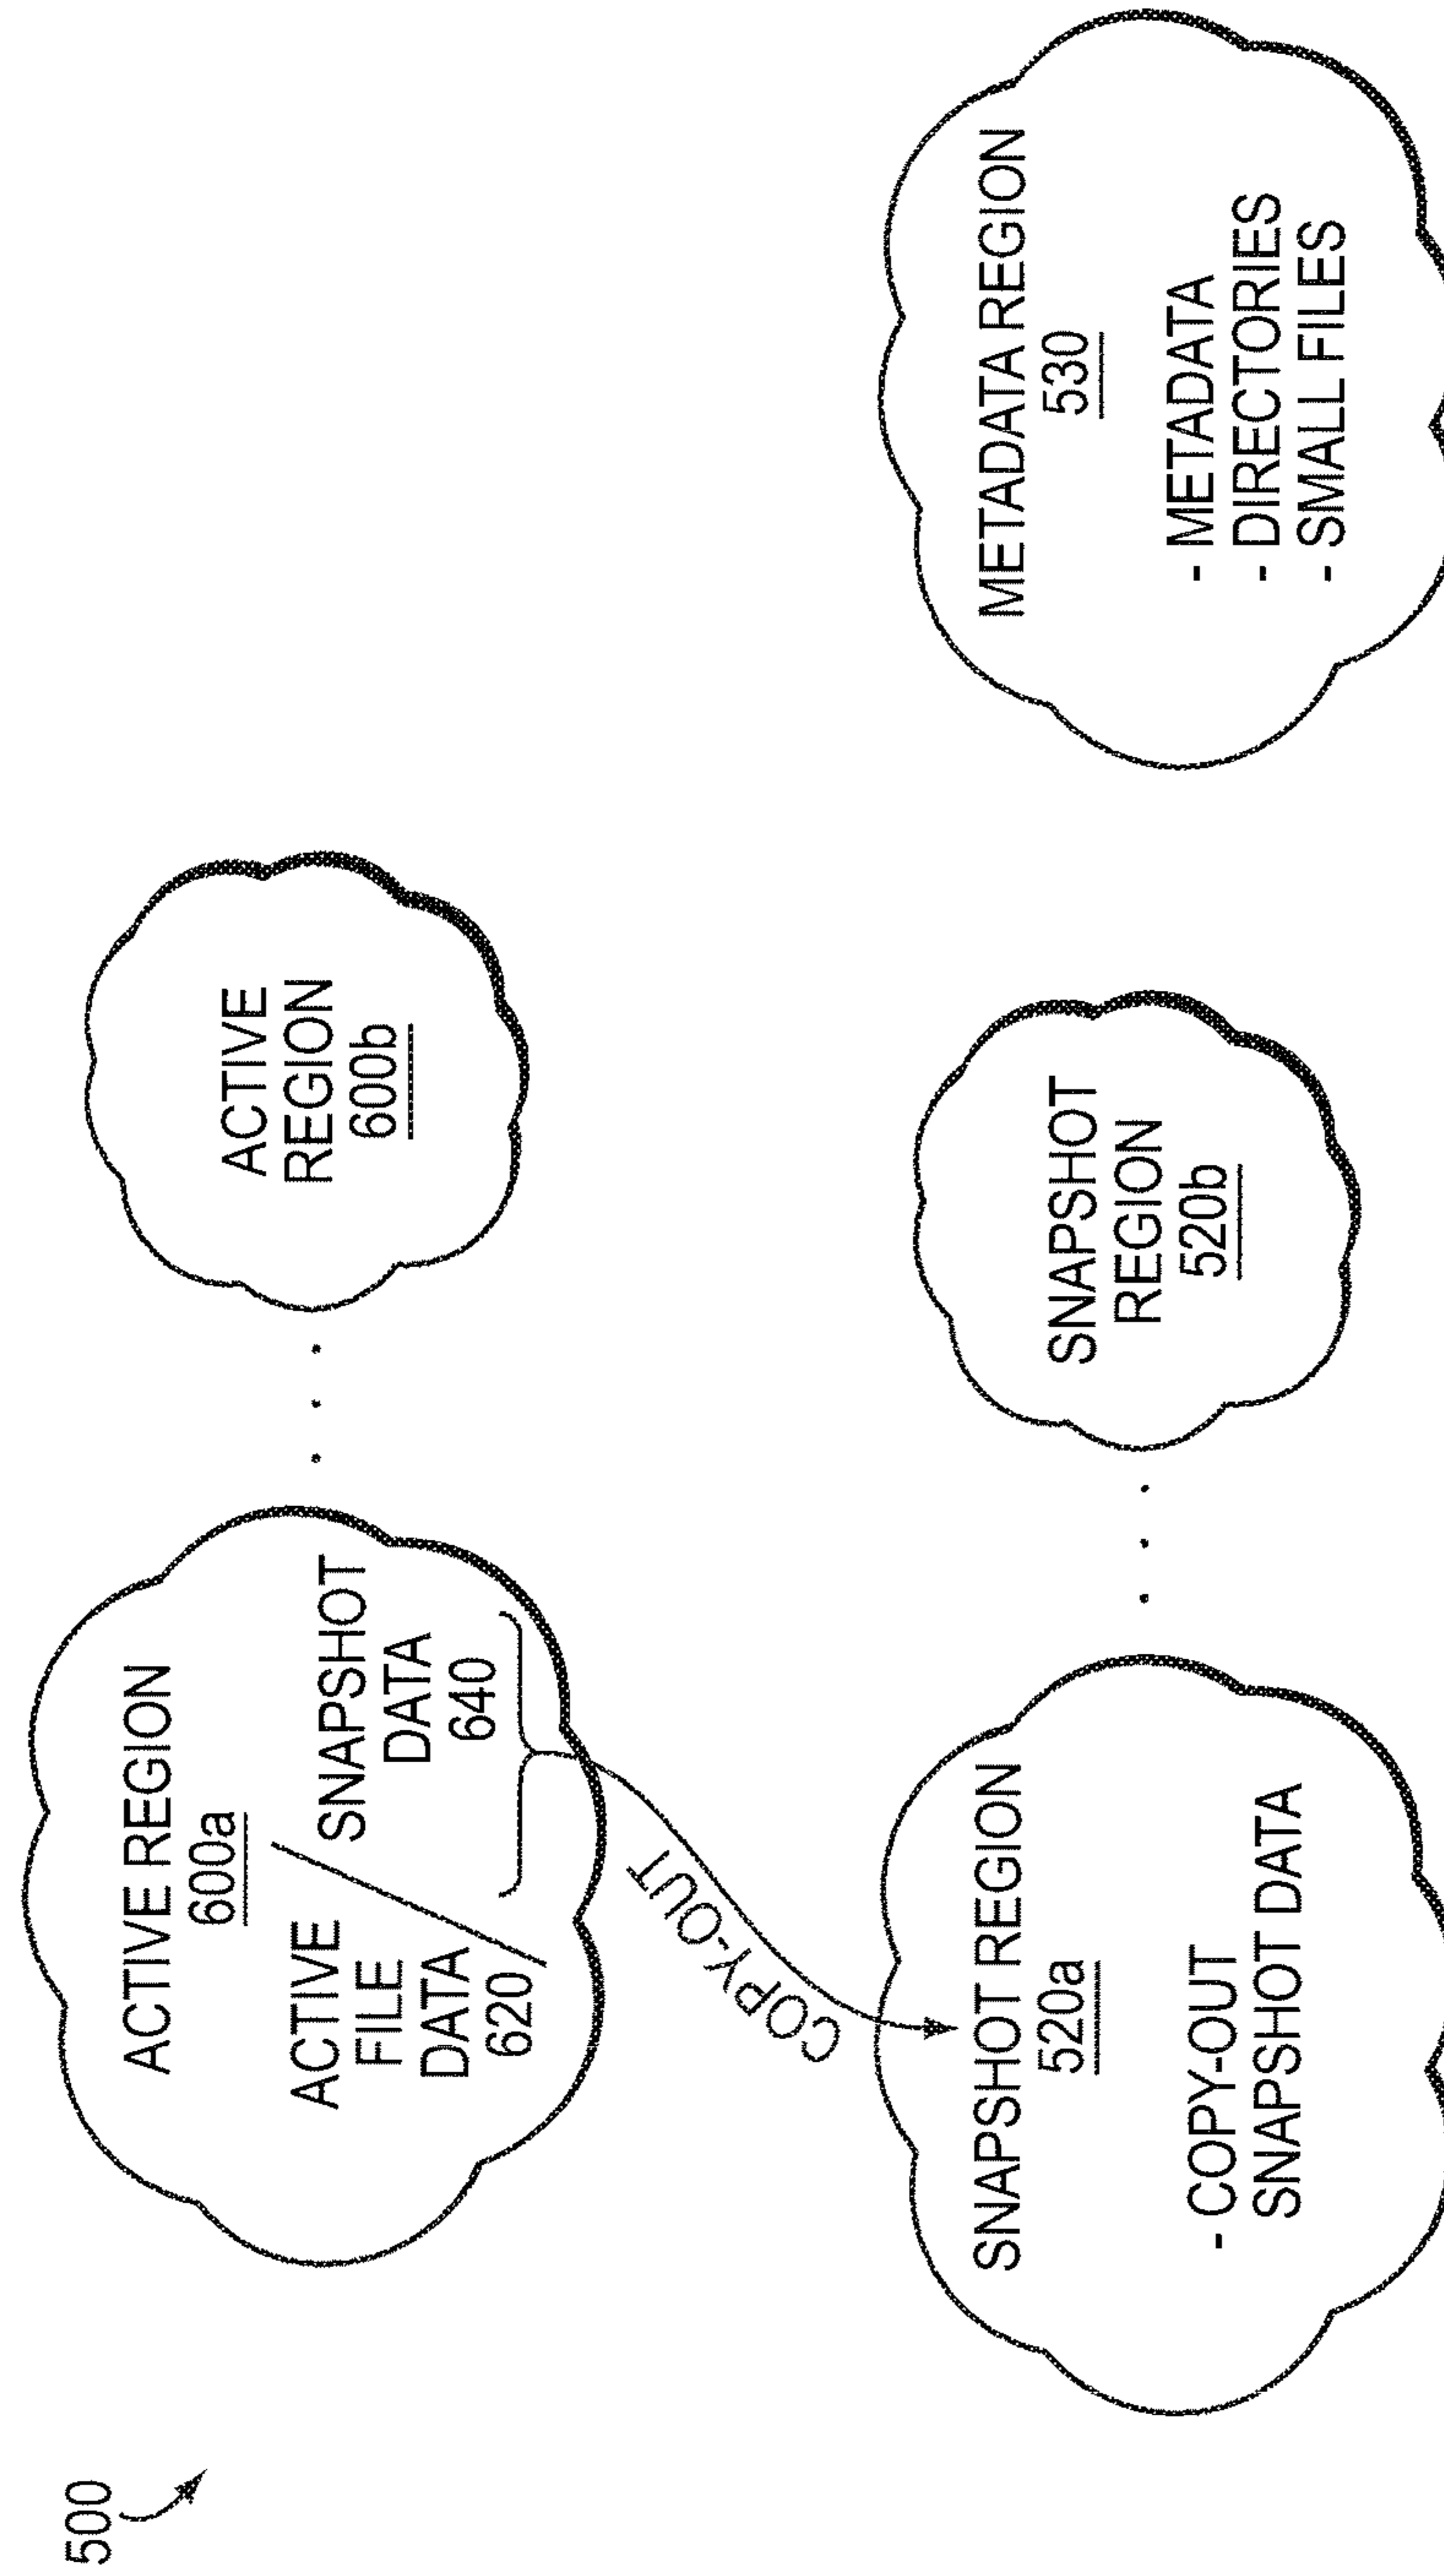 500
ACTIVE REGION
600a
ACTIVE
FILE
DATA
620
SNAPSHOT
DATA
640
ACTIVE
REGION
600b
COPY-OUT
SNAPSHOT REGION
520a
- COPY-OUT
SNAPSHOT DATA
SNAPSHOT
REGION
520b
METADATA REGION
530
- METADATA
- DIRECTORIES
- SMALL FILES